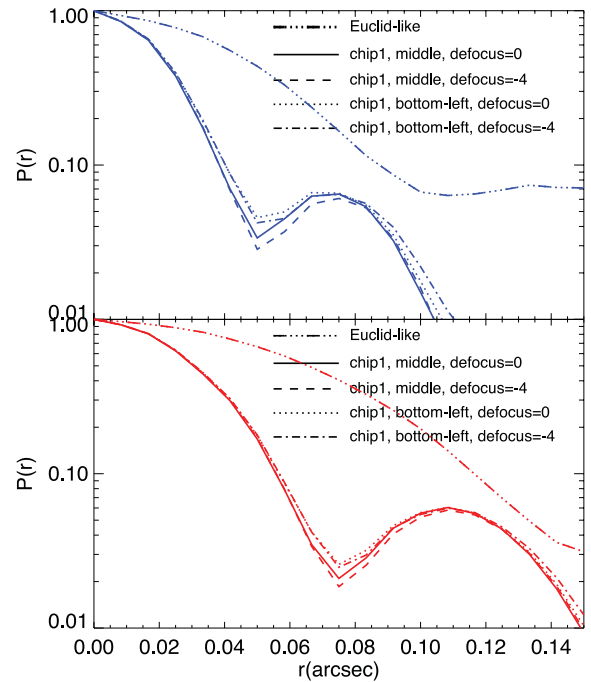 1.00
0.10
0.01
P(r)
Euclid-like
chip1, middle, defocus=0
chip1, middle, defocus=-4
chip1, bottom-left, defocus=0
chip1, bottom-left, defocus=-4
1.00
0.10
0.01
P(r)
Euclid-like
chip1, middle, defocus=0
chip1, middle, defocus=-4
chip1, bottom-left, defocus=0
chip1, bottom-left, defocus=-4
0.00 0.02 0.04 0.06 0.08 0.10 0.12 0.14
r(arcsec)